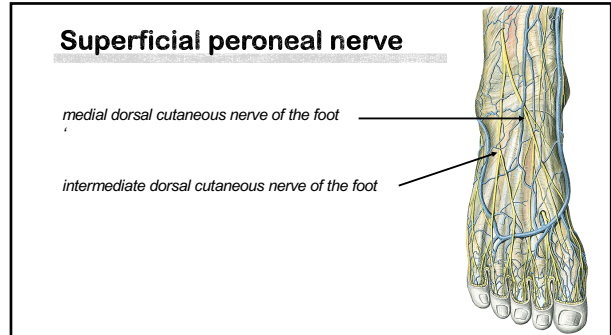 Superficial peroneal nerve
medial dorsal cutaneous nerve of the foot
‘
intermediate dorsal cutaneous nerve of the foot